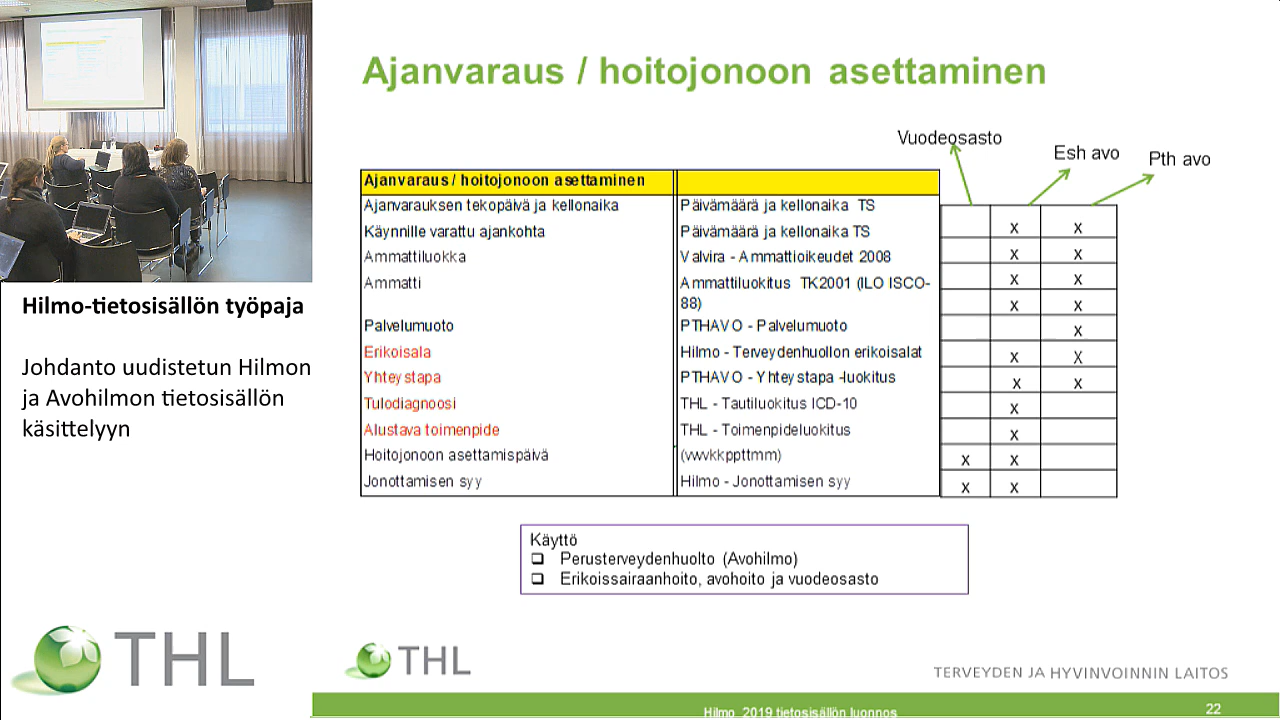 Ajanvaraus / hoitojonoon asettaminen
Vuodeosasto
Esh avo
Pth avo
Ajanvaraus / hoitojonoon asettaminen
Ajanvarauksen tekopäivä ja kellonaika Päivämäärä ja kellonaika TS x x
Käynnille varattu ajankohta Päivämäärä ja kellonaika TS x x
Ammattiluokka Valvira - Ammattioikeudet 2008 x x
Ammatti Ammattiluokitus TK2001 (ILO ISCO-
88) x x
Palvelumuoto PTHAVO - Palvelumuoto x
Erikoisala Hilmo - Terveydenhuollon erikoisalat x x
Yhteystapa PTHAVO - Yhteystapa -luokitus x x
Tulodiagnoosi THL - Tautiluokitus ICD-10 x
Alustava toimenpide THL - Toimenpideluokitus x
Hoitojonoon asettamispäivä (vvvvkkppttmm) x x
Jonottamisen syy Hilmo - Jonottamisen syy x x
Käyttö
Perusterveydenhuolto (Avohilmo)
Erikoissairaanhoito, avohoito ja vuodeosasto
Hilmo-tietosisällön työpaja
Johdanto uudistetun Hilmon
ja Avohilmon tietosisällön
käsittelyyn
THL
THL
TERVEYDEN JA HYVINVOINNIN LAITOS
Hilmo 2019 tietosisällön luonnos
22